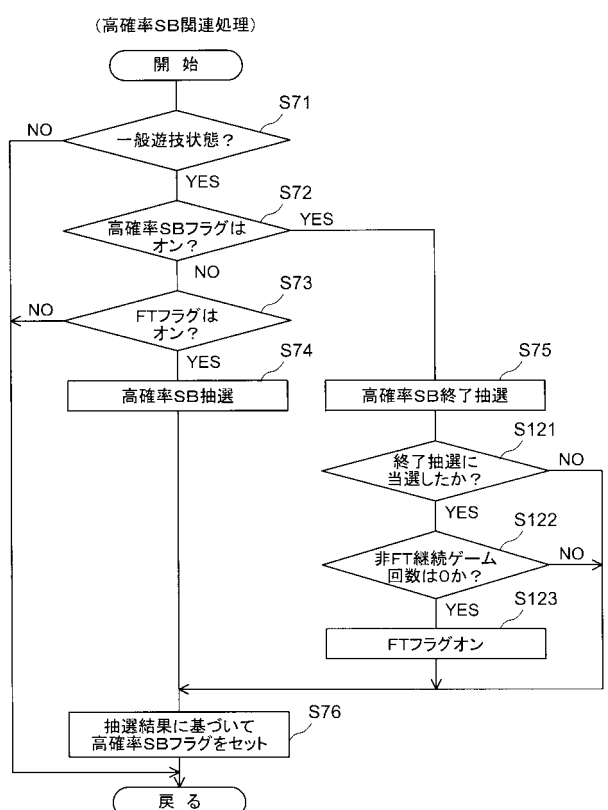 (高確率SB関連処理)
開 始
S71
一般遊技状態?
NO
YES
S72
高確率SBフラグは
オン?
YES
NO
S73
FTフラグは
オン?
NO
YES
S74
高確率SB抽選
S75
高確率SB終了抽選
S121
終了抽選に
当選したか?
NO
YES
S122
非FT継続ゲーム
回数は0か?
NO
YES
S123
FTフラグオン
S76
抽選結果に基づいて
高確率SBフラグをセット
戻 る